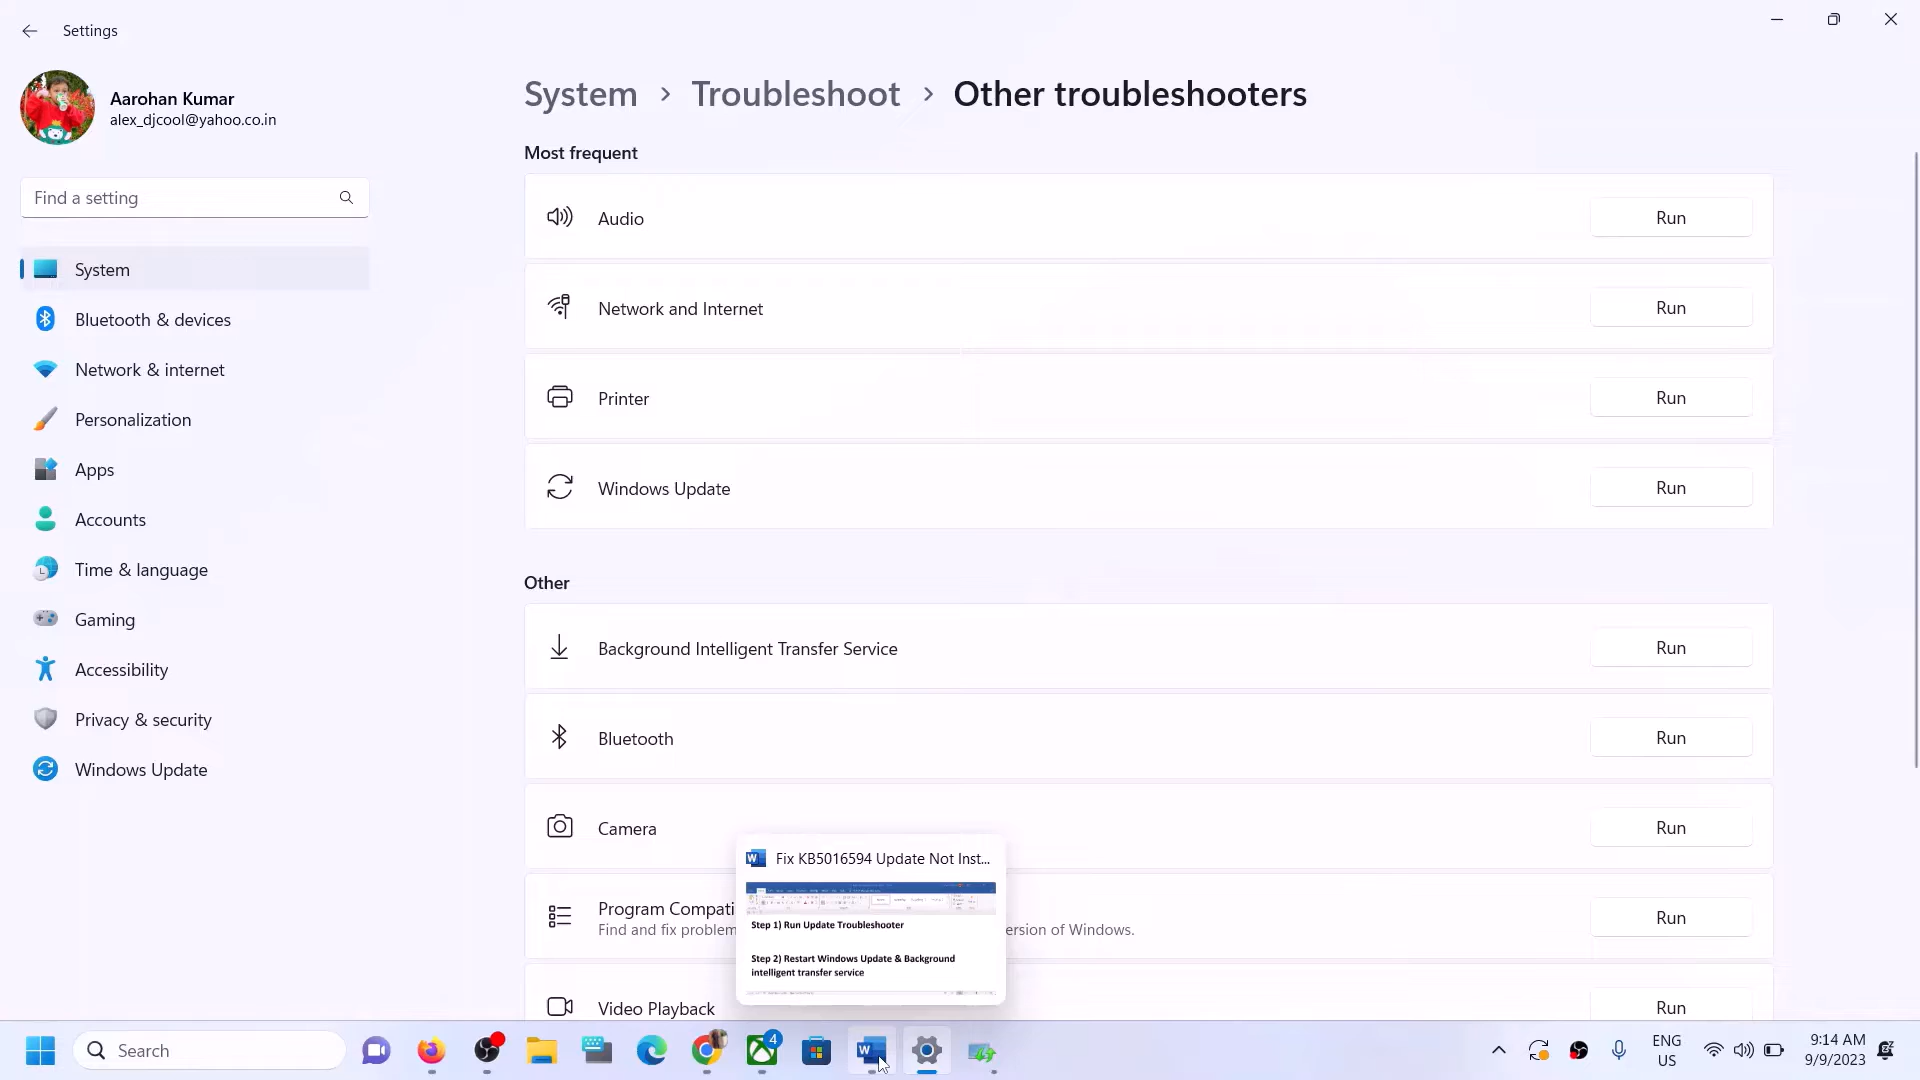 Settings
Aarohan Kumar
alex_djcool@yahoo.co.in
Find a setting
System
Bluetooth & devices
Network & internet
Personalization
Apps
Accounts
Time & language
Gaming
Accessibility
Privacy & security
Windows Update
System > Troubleshoot > Other troubleshooters
Most frequent
Audio Run
Network and Internet Run
Printer Run
Windows Update Run
Other
Background Intelligent Transfer Service Run
Bluetooth Run
Camera Run
Program Compati Run
Find and fix problem ersion of Windows.
Video Playback Run
Fix KB5016594 Update Not Inst...
Step 1) Run Update Troubleshooter
Step 2) Restart Windows Update & Background
intelligent transfer service
Search
4
ENG
US
9:14 AM
9/9/2023